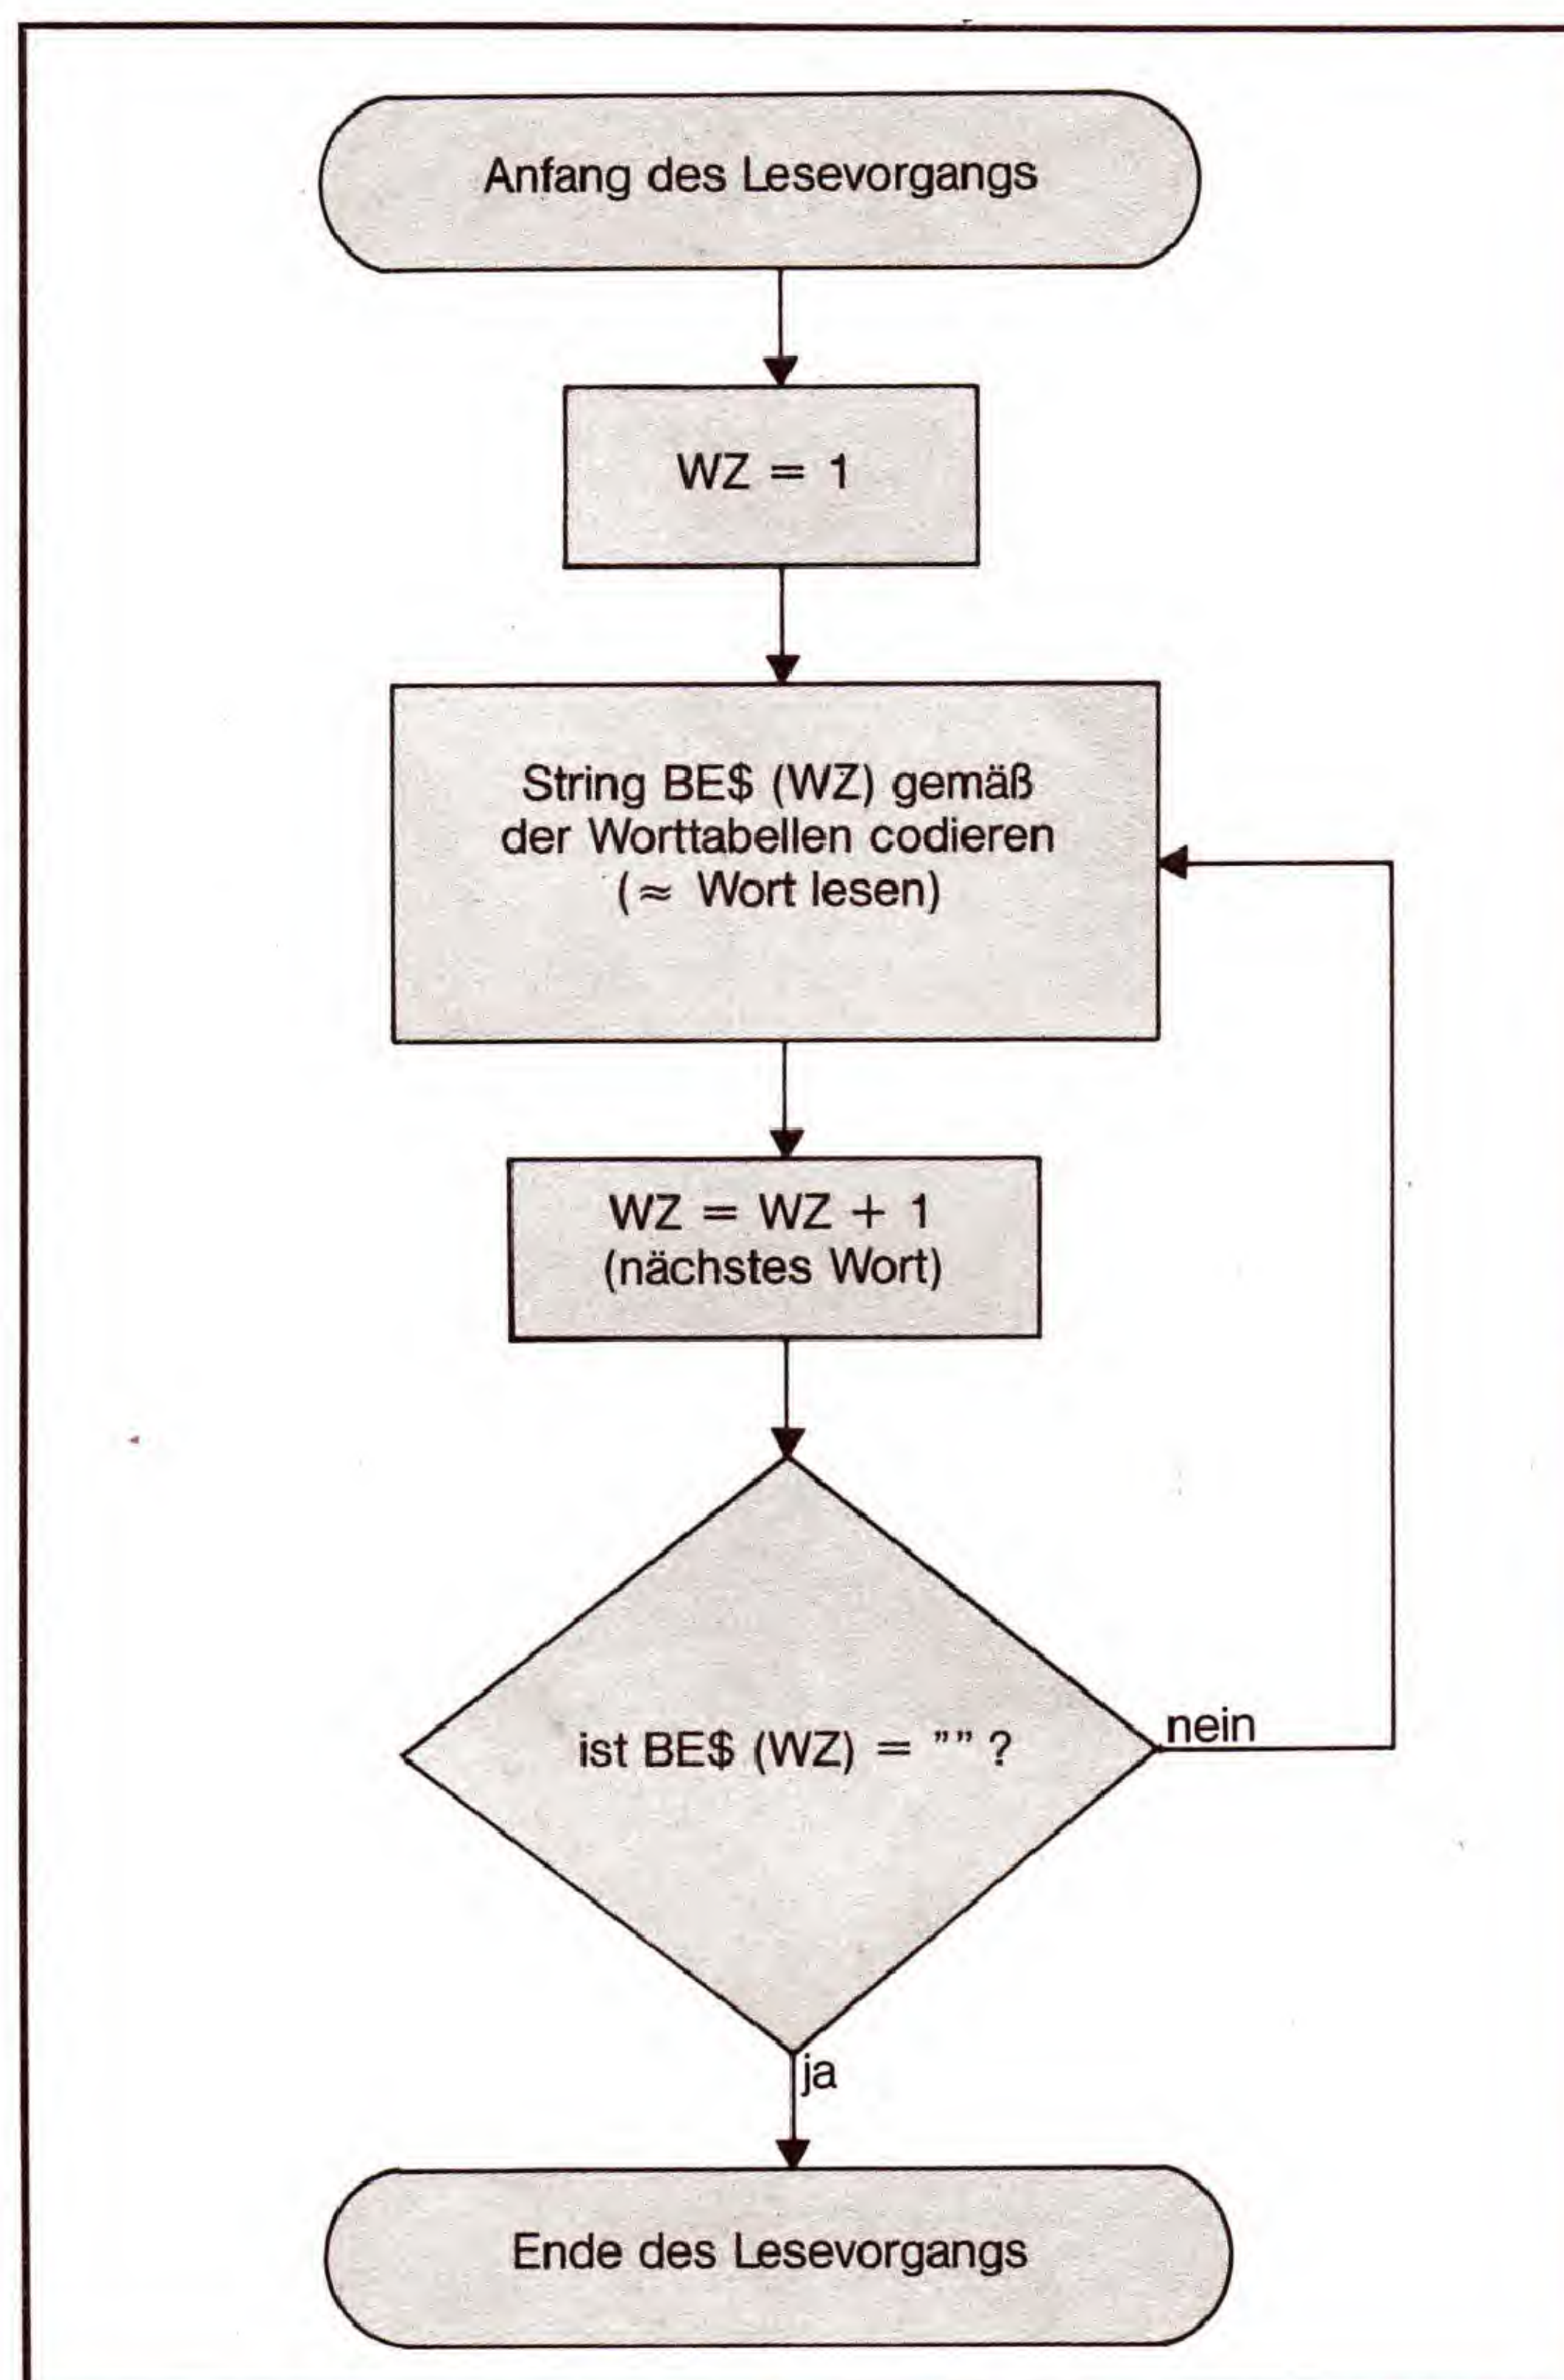 Anfang des Lesevorgangs
WZ = 1
String BE$ (WZ) gemäß
der Worttabellen codieren
(≈ Wort lesen)
WZ = WZ + 1
(nächstes Wort)
ist BE$ (WZ) = ”” ?
nein
ja
Ende des Lesevorgangs